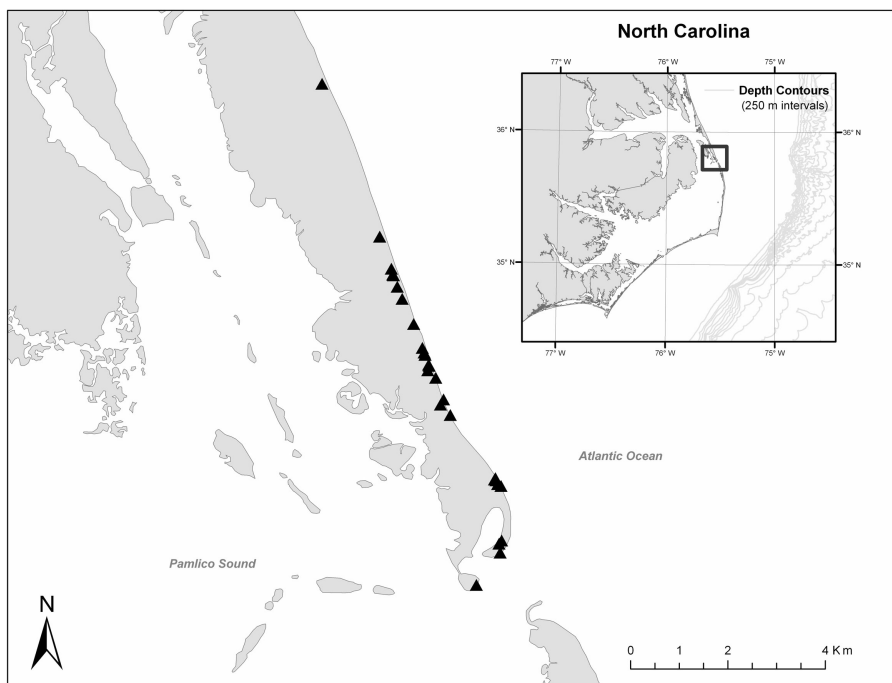 North Carolina
77° W 76° W 75° W
Depth Contours
(250 m intervals)
36° N 36° N
35° N 35° N
77° W 76° W 75° W
Atlantic Ocean
Pamlico Sound
N
0 1 2 4 Km